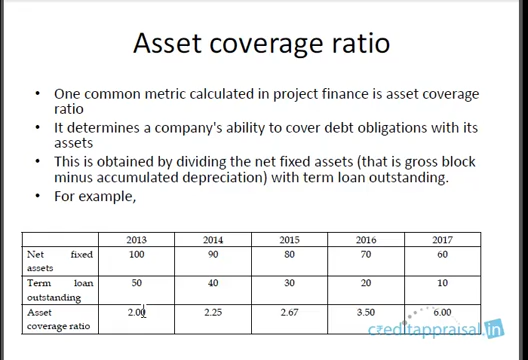 Asset coverage ratio
• One common metric calculated in project finance is asset coverage
ratio
• It determines a company's ability to cover debt obligations with its
assets
• This is obtained by dividing the net fixed assets (that is gross block
minus accumulated depreciation) with term loan outstanding.
• For example,
2013 2014 2015 2016 2017
Net fixed 100 90 80 70 60
assets
Term loan 50 40 30 20 10
outstanding
Asset 2.00 2.25 2.67 3.50 6.00
coverage ratio
creditappraisal.in